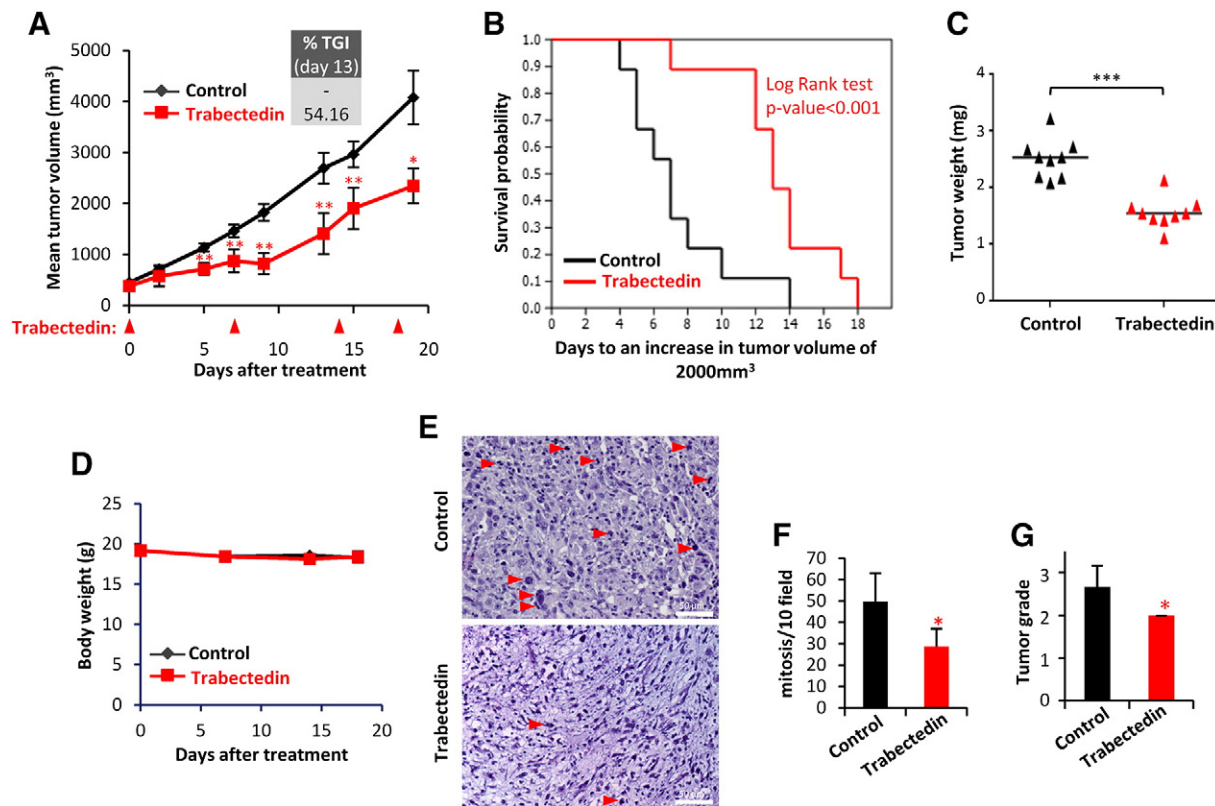 A
Mean tumor volume (mm³)
5000
4000
3000
2000
1000
0
Control
Trabectedin
% TGI
(day 13)
-
54.16
**
**
**
**
**
*
Trabectedin:
0 5 10 15 20
Days after treatment
B
Survival probability
1.0
0.9
0.8
0.7
0.6
0.5
0.4
0.3
0.2
0.1
0.0
Log Rank test
p-value<0.001
Control
Trabectedin
0 2 4 6 8 10 12 14 16 18
Days to an increase in tumor volume of
2000mm³
C
Tumor weight (mg)
4
3
2
1
0
***
Control Trabectedin
D
Body weight (g)
25
20
15
10
5
0
Control
Trabectedin
0 5 10 15 20
Days after treatment
E
Control
Trabectedin
F
mitosis/10 field
70
60
50
40
30
20
10
0
*
Control
Trabectedin
G
Tumor grade
3
2
1
0
*
Control
Trabectedin